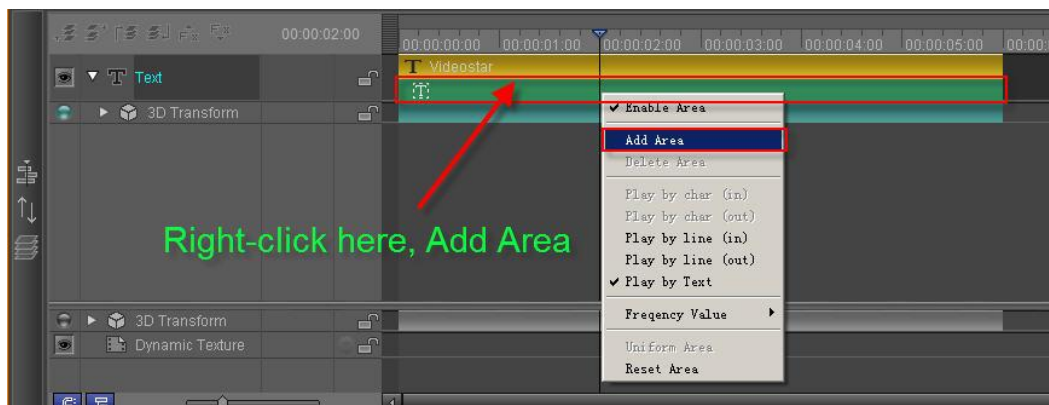 00:00:02:00
00:00:00:00 00:00:01:00 00:00:02:00 00:00:03:00 00:00:04:00 00:00:05:00 00:00:
T Videostar
T Text
[T]
3D Transform
Enable Area
Add Area
Delete Area
Play by char (in)
Play by char (out)
Play by line (in)
Play by line (out)
Play by Text
Freqency Value
Uniform Area
Reset Area
Right-click here, Add Area
3D Transform
Dynamic Texture